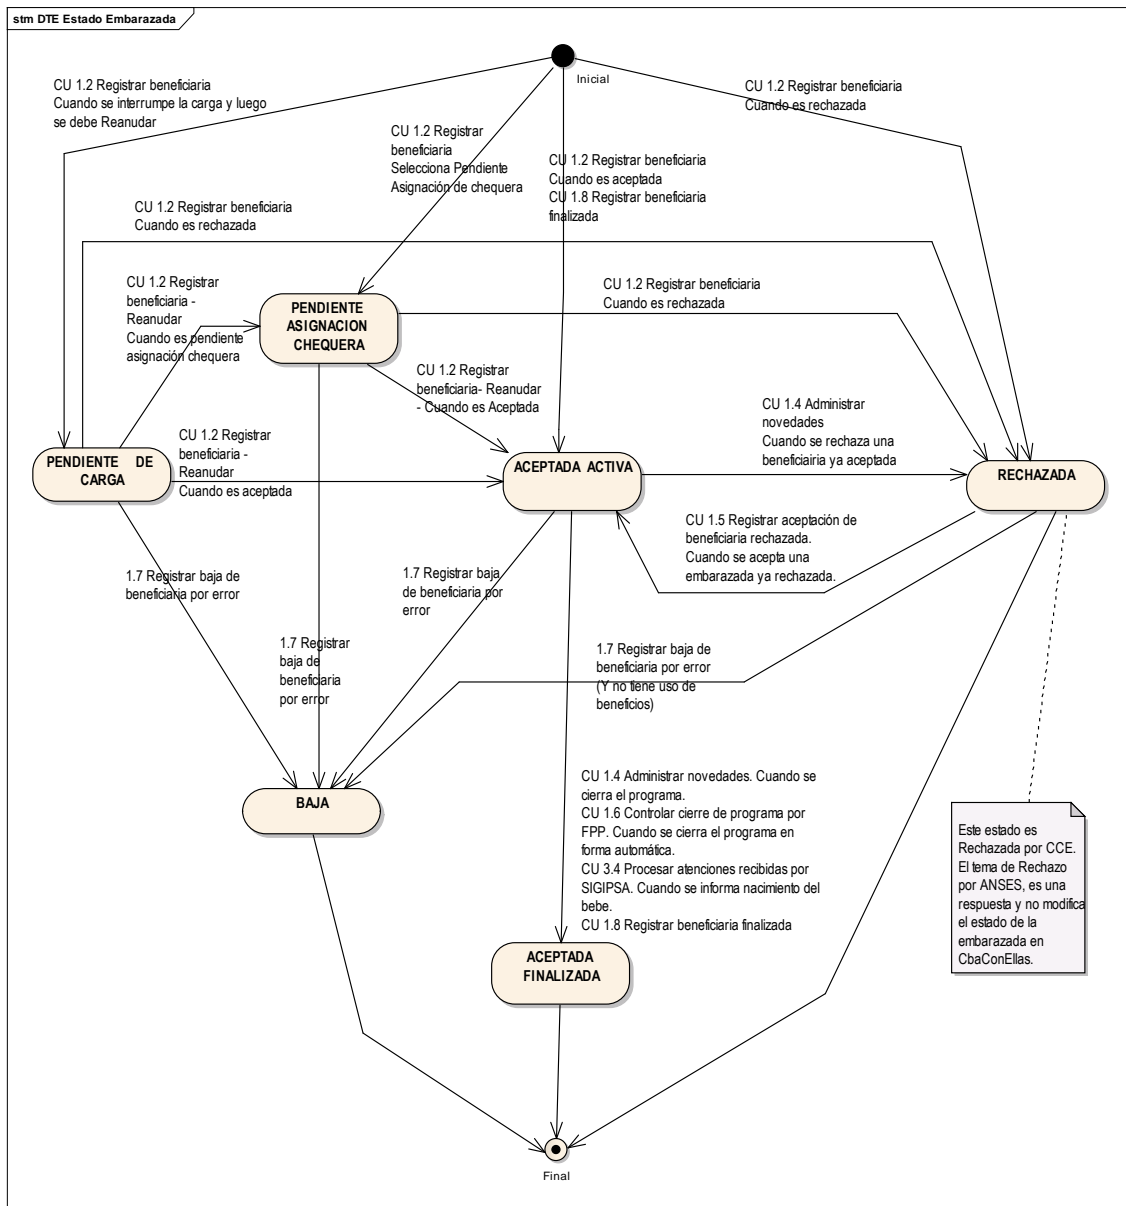 stm DTE Estado Embarazada
Inicial
CU 1.2 Registrar beneficiaria
Cuando se interrumpe la carga y luego
se debe Reanudar
CU 1.2 Registrar beneficiaria
Cuando es rechazada
CU 1.2 Registrar
beneficiaria
Selecciona Pendiente
Asignación de chequera
CU 1.2 Registrar beneficiaria
Cuando es aceptada
CU 1.8 Registrar beneficiaria
finalizada
CU 1.2 Registrar beneficiaria
Cuando es rechazada
CU 1.2 Registrar
beneficiaria -
Reanudar
Cuando es pendiente
asignación chequera
PENDIENTE
ASIGNACION
CHEQUERA
CU 1.2 Registrar beneficiaria
Cuando es rechazada
CU 1.2 Registrar
beneficiaria- Reanudar
- Cuando es Aceptada
CU 1.4 Administrar
novedades
Cuando se rechaza una
beneficiairia ya aceptada
PENDIENTE DE
CARGA
CU 1.2 Registrar
beneficiaria -
Reanudar
Cuando es aceptada
ACEPTADA ACTIVA
RECHAZADA
CU 1.5 Registrar aceptación de
beneficiaria rechazada.
Cuando se acepta una
embarazada ya rechazada.
1.7 Registrar baja de
beneficiaria por error
1.7 Registrar baja
de beneficiaria por
error
1.7 Registrar
baja de
beneficiaria
por error
1.7 Registrar baja de
beneficiaria por error
(Y no tiene uso de
beneficios)
BAJA
CU 1.4 Administrar novedades. Cuando se
cierra el programa.
CU 1.6 Controlar cierre de programa por
FPP. Cuando se cierra el programa en
forma automática.
CU 3.4 Procesar atenciones recibidas por
SIGIPSA. Cuando se informa nacimiento del
bebe.
CU 1.8 Registrar beneficiaria finalizada
Este estado es
Rechazada por CCE.
El tema de Rechazo
por ANSES, es una
respuesta y no modifica
el estado de la
embarazada en
CbaConEllas.
ACEPTADA
FINALIZADA
Final